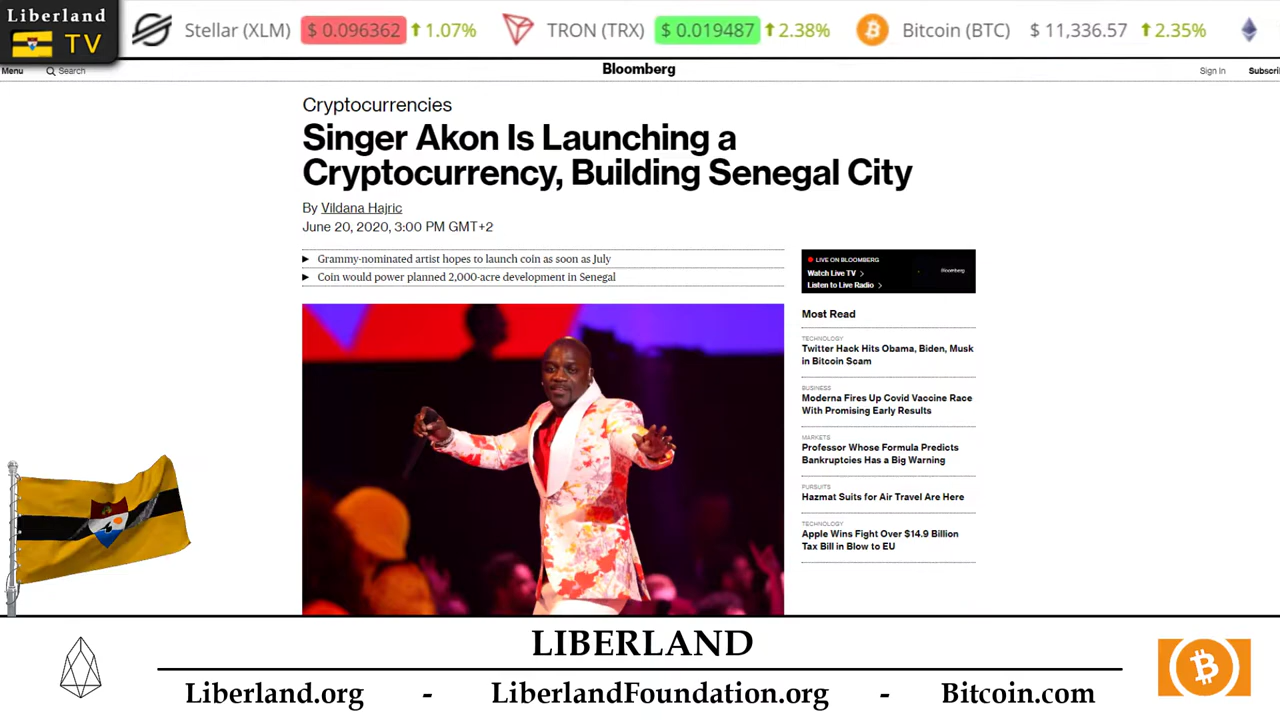 Liberland
TV
Stellar (XLM) $ 0.096362 1.07% TRON (TRX) $ 0.019487 2.38% Bitcoin (BTC) $ 11,336.57 2.35%
Menu Search Bloomberg Sign In Subscri
Cryptocurrencies
Singer Akon Is Launching a
Cryptocurrency, Building Senegal City
By Vildana Hajric
June 20, 2020, 3:00 PM GMT+2
Grammy-nominated artist hopes to launch coin as soon as July
Coin would power planned 2,000-acre development in Senegal
LIVE ON BLOOMBERG
Watch Live TV
Listen to Live Radio
Bloomberg
Most Read
TECHNOLOGY
Twitter Hack Hits Obama, Biden, Musk
in Bitcoin Scam
BUSINESS
Moderna Fires Up Covid Vaccine Race
With Promising Early Results
MARKETS
Professor Whose Formula Predicts
Bankruptcies Has a Big Warning
PURSUITS
Hazmat Suits for Air Travel Are Here
TECHNOLOGY
Apple Wins Fight Over $14.9 Billion
Tax Bill in Blow to EU
LIBERLAND
Liberland.org - LiberlandFoundation.org - Bitcoin.com